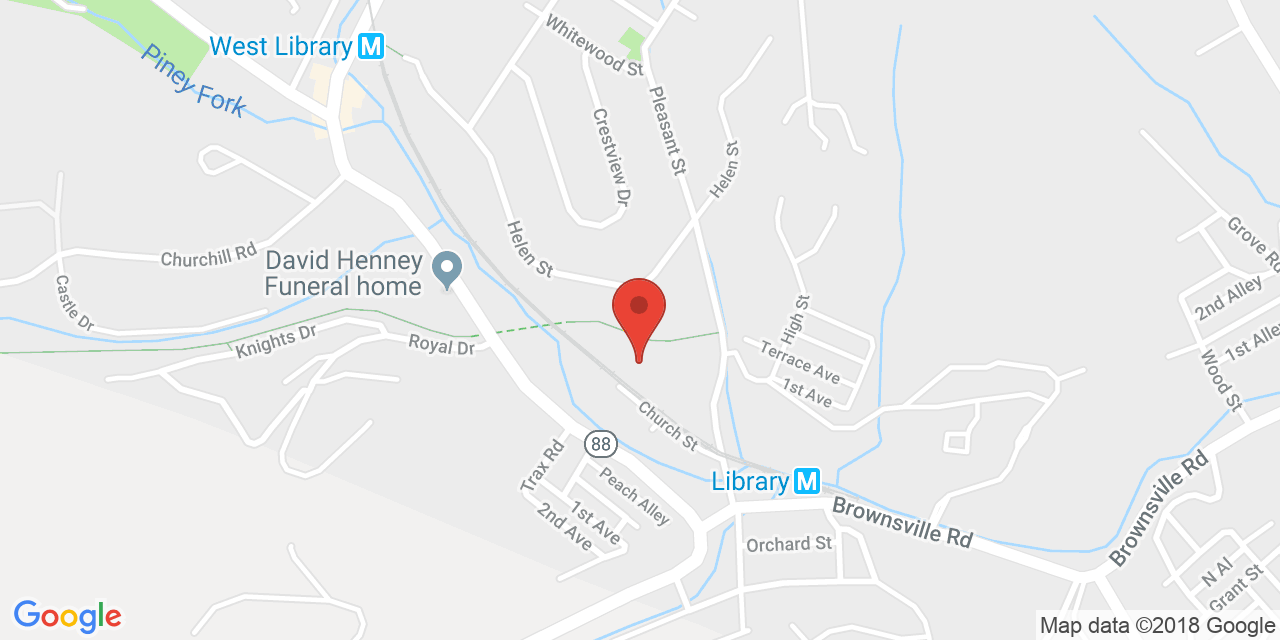 West Library M
Whitewood St
Piney Fork
Pleasant St
Crestview Dr
Helen St
Churchill Rd
Helen St
David Henney
Funeral home
Grove Rd
2nd Alley
Castle Dr
Knights Dr
Royal Dr
High St
Terrace Ave
1st Ave
1st Alle
Wood St
Church St
88
Trax Rd
Peach Alley
1st Ave
2nd Ave
Library M
Brownsville Rd
Brownsville Rd
Orchard St
N Al
Grant St
Google
Map data ©2018 Google